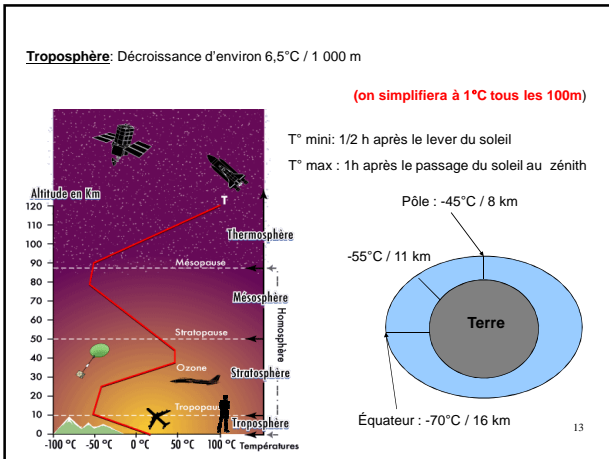 Troposphère: Décroissance d'environ 6,5°C / 1 000 m
(on simplifiera à 1°C tous les 100m)
T° mini: 1/2 h après le lever du soleil
T° max : 1h après le passage du soleil au zénith
Altitude en Km
T
120
110
100
90
80
70
60
50
40
30
20
10
0
Thermosphère
Mésopause
Mésosphère
Homosphère
Stratopause
Ozone
Stratosphère
Tropopaus
Troposphère
-100 °C -50 °C 0 °C 50 °C 100 °C Températures
Pôle : -45°C / 8 km
-55°C / 11 km
Terre
Équateur : -70°C / 16 km
13